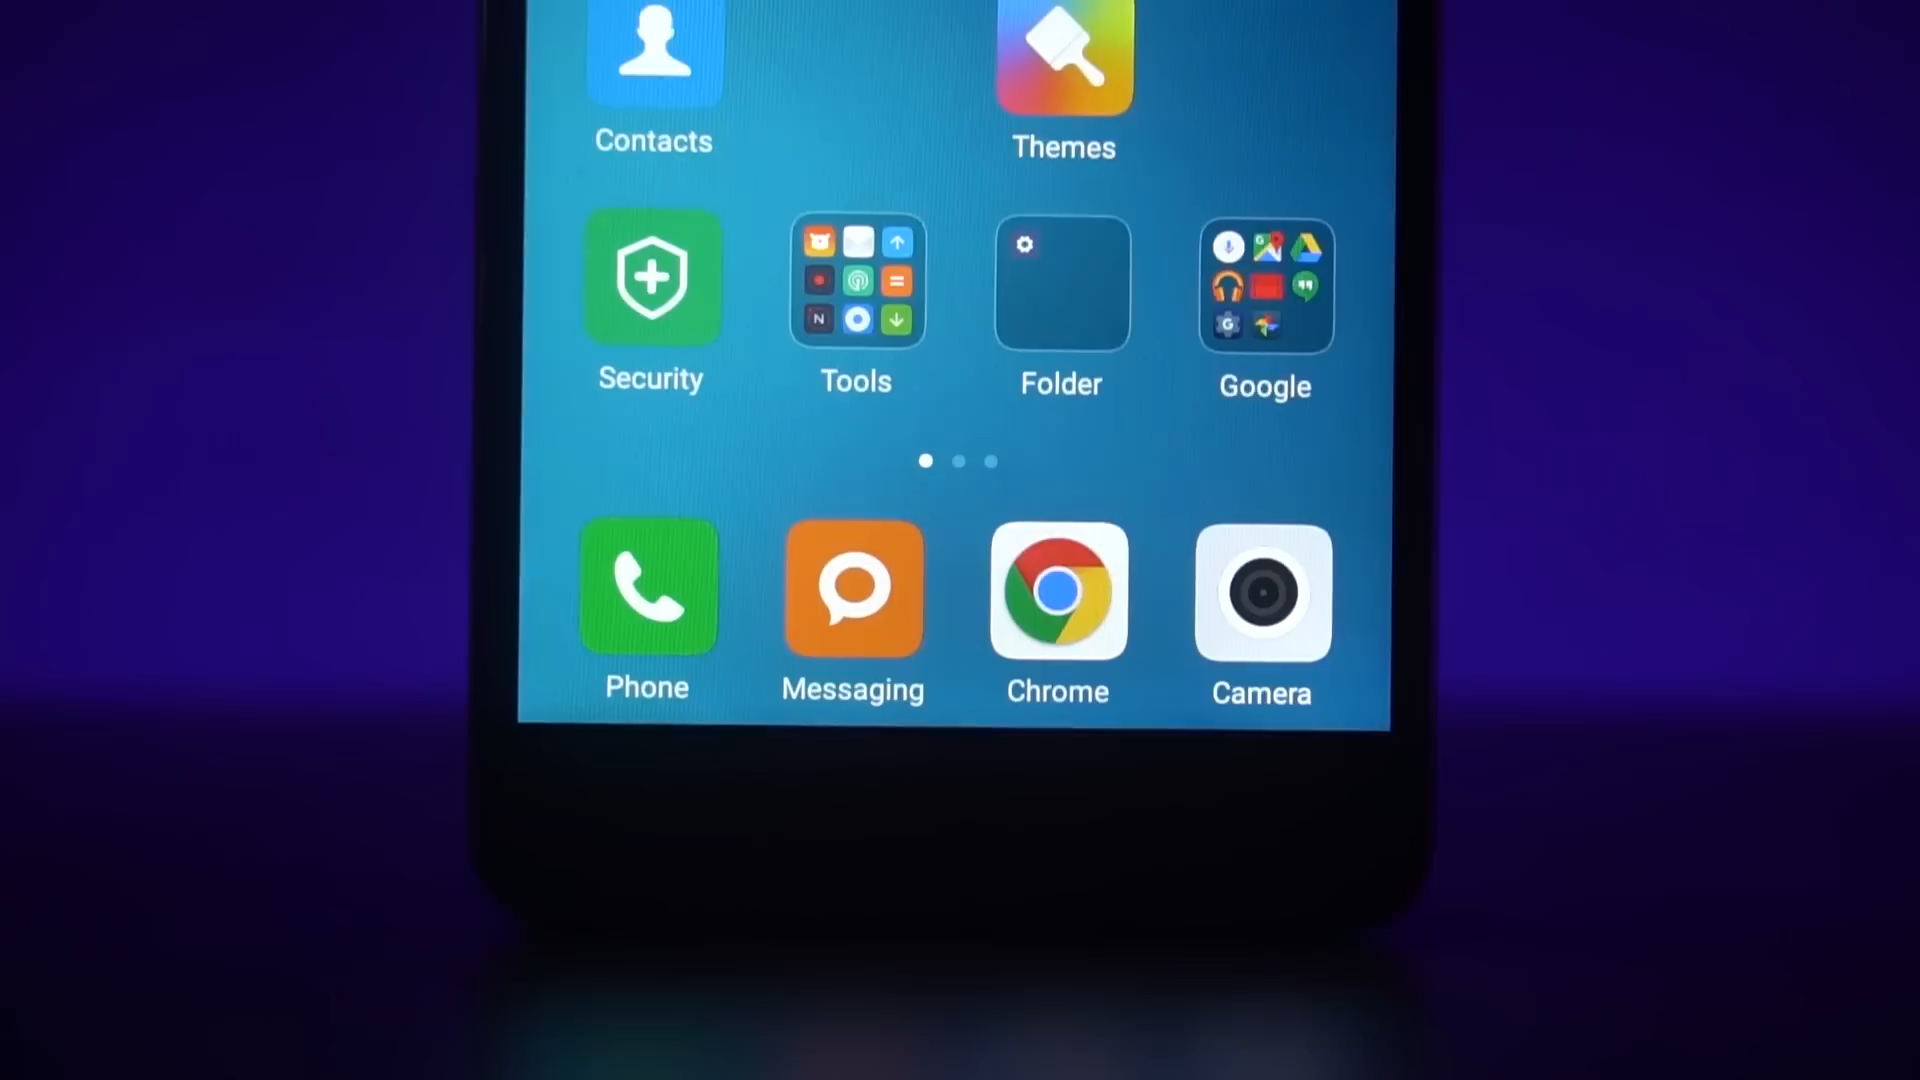 Contacts
Themes
Security
Tools
Folder
Google
Phone
Messaging
Chrome
Camera